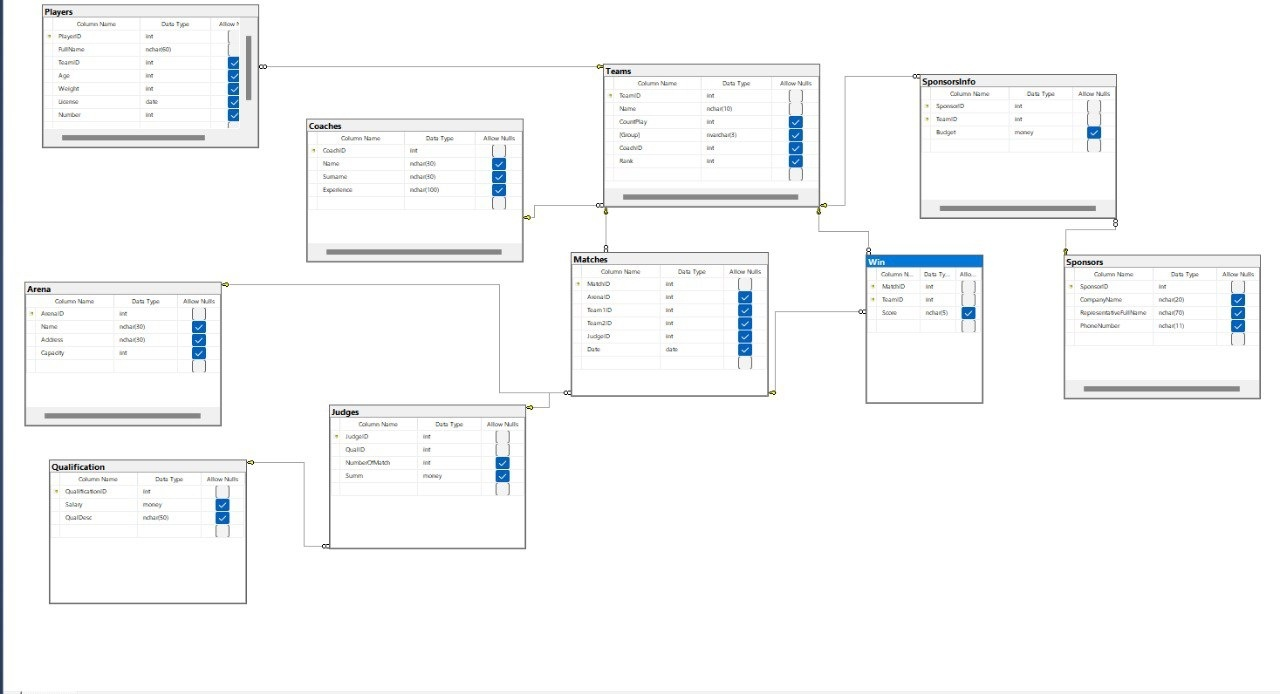 Players
Column Name Data Type Allow N
PlayerID int
FullName nchar(60)
TeamID int
Age int
Weight int
License date
Number int
Coaches
Column Name Data Type Allow Nulls
CoachID int
Name nchar(30)
Surname nchar(30)
Experience nchar(100)
Teams
Column Name Data Type Allow Nulls
TeamID int
Name nchar(10)
CountPlay int
[Group] nvarchar(3)
CoachID int
Rank int
SponsorsInfo
Column Name Data Type Allow Nulls
SponsorID int
TeamID int
Budget money
Arena
Column Name Data Type Allow Nulls
ArenaID int
Name nchar(30)
Address nchar(30)
Capacity int
Matches
Column Name Data Type Allow Nulls
MatchID int
ArenaID int
Team1ID int
Team2ID int
JudgeID int
Date date
Win
Column N... Data Ty... Allo...
MatchID int
TeamID int
Score nchar(5)
Sponsors
Column Name Data Type Allow Nulls
SponsorID int
CompanyName nchar(20)
RepresentativeFullName nchar(70)
PhoneNumber nchar(11)
Judges
Column Name Data Type Allow Nulls
JudgeID int
QualID int
NumberOfMatch int
Summ money
Qualification
Column Name Data Type Allow Nulls
QualificationID int
Salary money
QualDesc nchar(50)